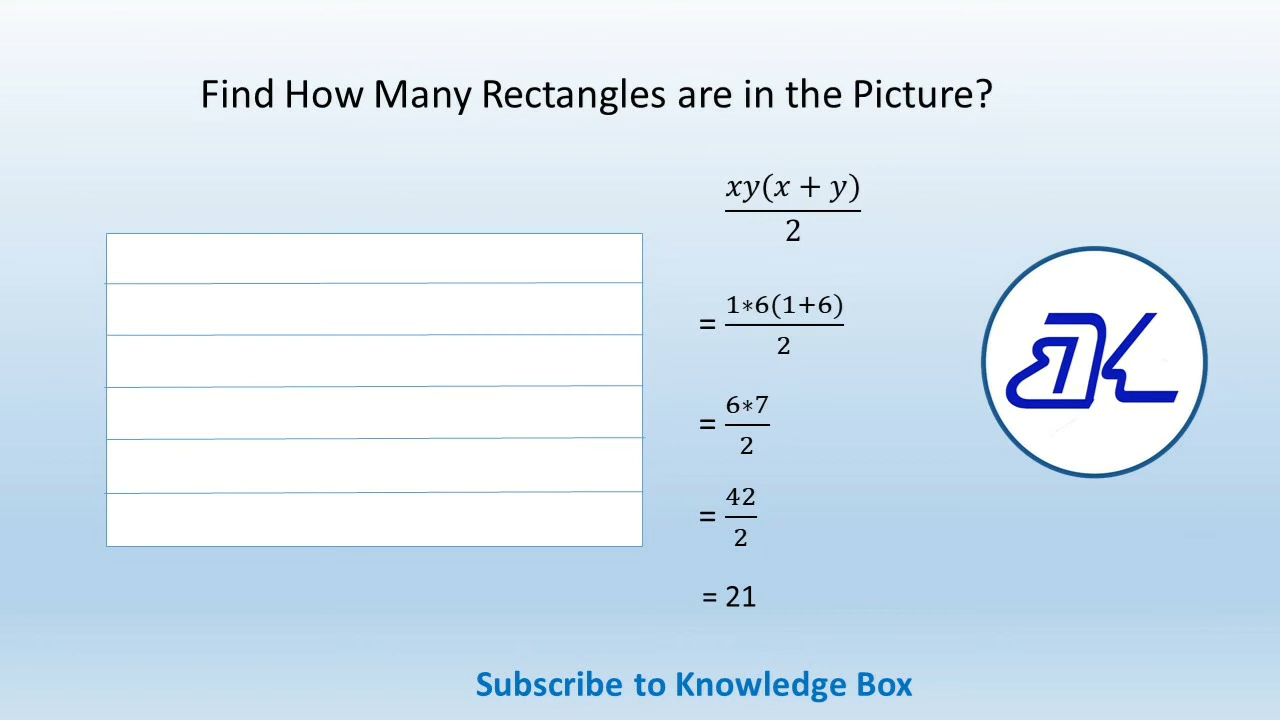 Find How Many Rectangles are in the Picture?
xy(x + y)
2
= 1*6(1+6)
2
= 6*7
2
= 42
2
= 21
Subscribe to Knowledge Box